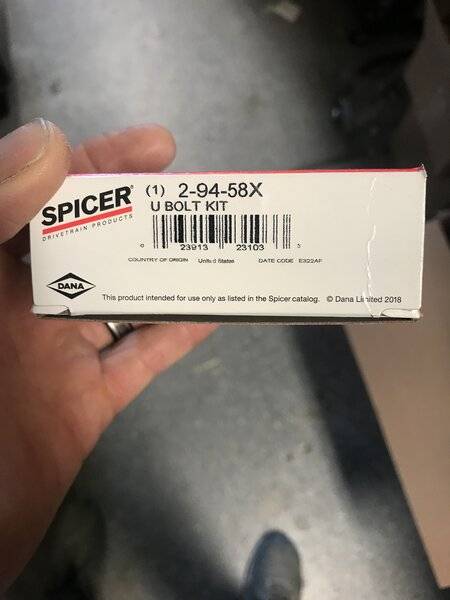 SPICER®
DRIVETRAIN PRODUCTS
(1) 2-94-58X
U BOLT KIT
0 23913 23103 5
COUNTRY OF ORIGIN United States DATE CODE E322AF
DANA
This product intended for use only as listed in the Spicer catalog. © Dana Limited 2018